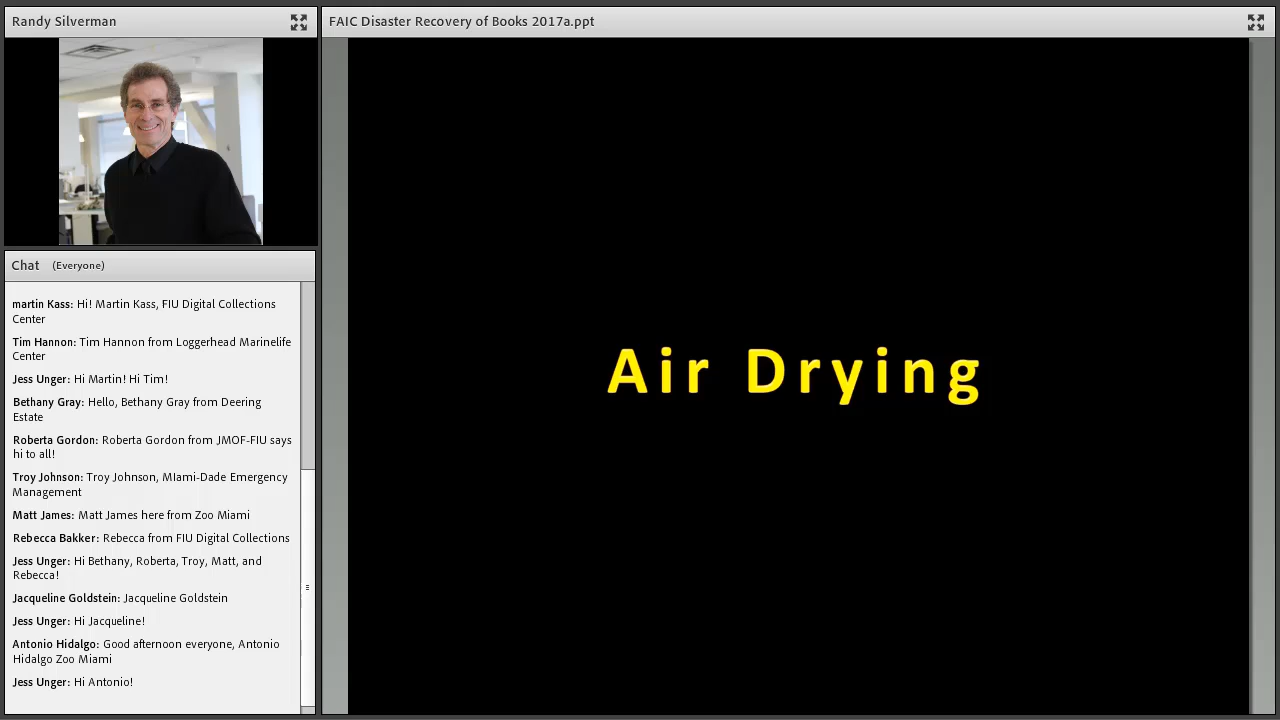 Randy Silverman
FAIC Disaster Recovery of Books 2017a.ppt
Chat (Everyone)
martin Kass: Hi! Martin Kass, FIU Digital Collections
Center
Tim Hannon: Tim Hannon from Loggerhead Marinelife
Center
Jess Unger: Hi Martin! Hi Tim!
Bethany Gray: Hello, Bethany Gray from Deering
Estate
Roberta Gordon: Roberta Gordon from JMOF-FIU says
hi to all!
Troy Johnson: Troy Johnson, MIami-Dade Emergency
Management
Matt James: Matt James here from Zoo Miami
Rebecca Bakker: Rebecca from FIU Digital Collections
Jess Unger: Hi Bethany, Roberta, Troy, Matt, and
Rebecca!
Jacqueline Goldstein: Jacqueline Goldstein
Jess Unger: Hi Jacqueline!
Antonio Hidalgo: Good afternoon everyone, Antonio
Hidalgo Zoo Miami
Jess Unger: Hi Antonio!
Air Drying